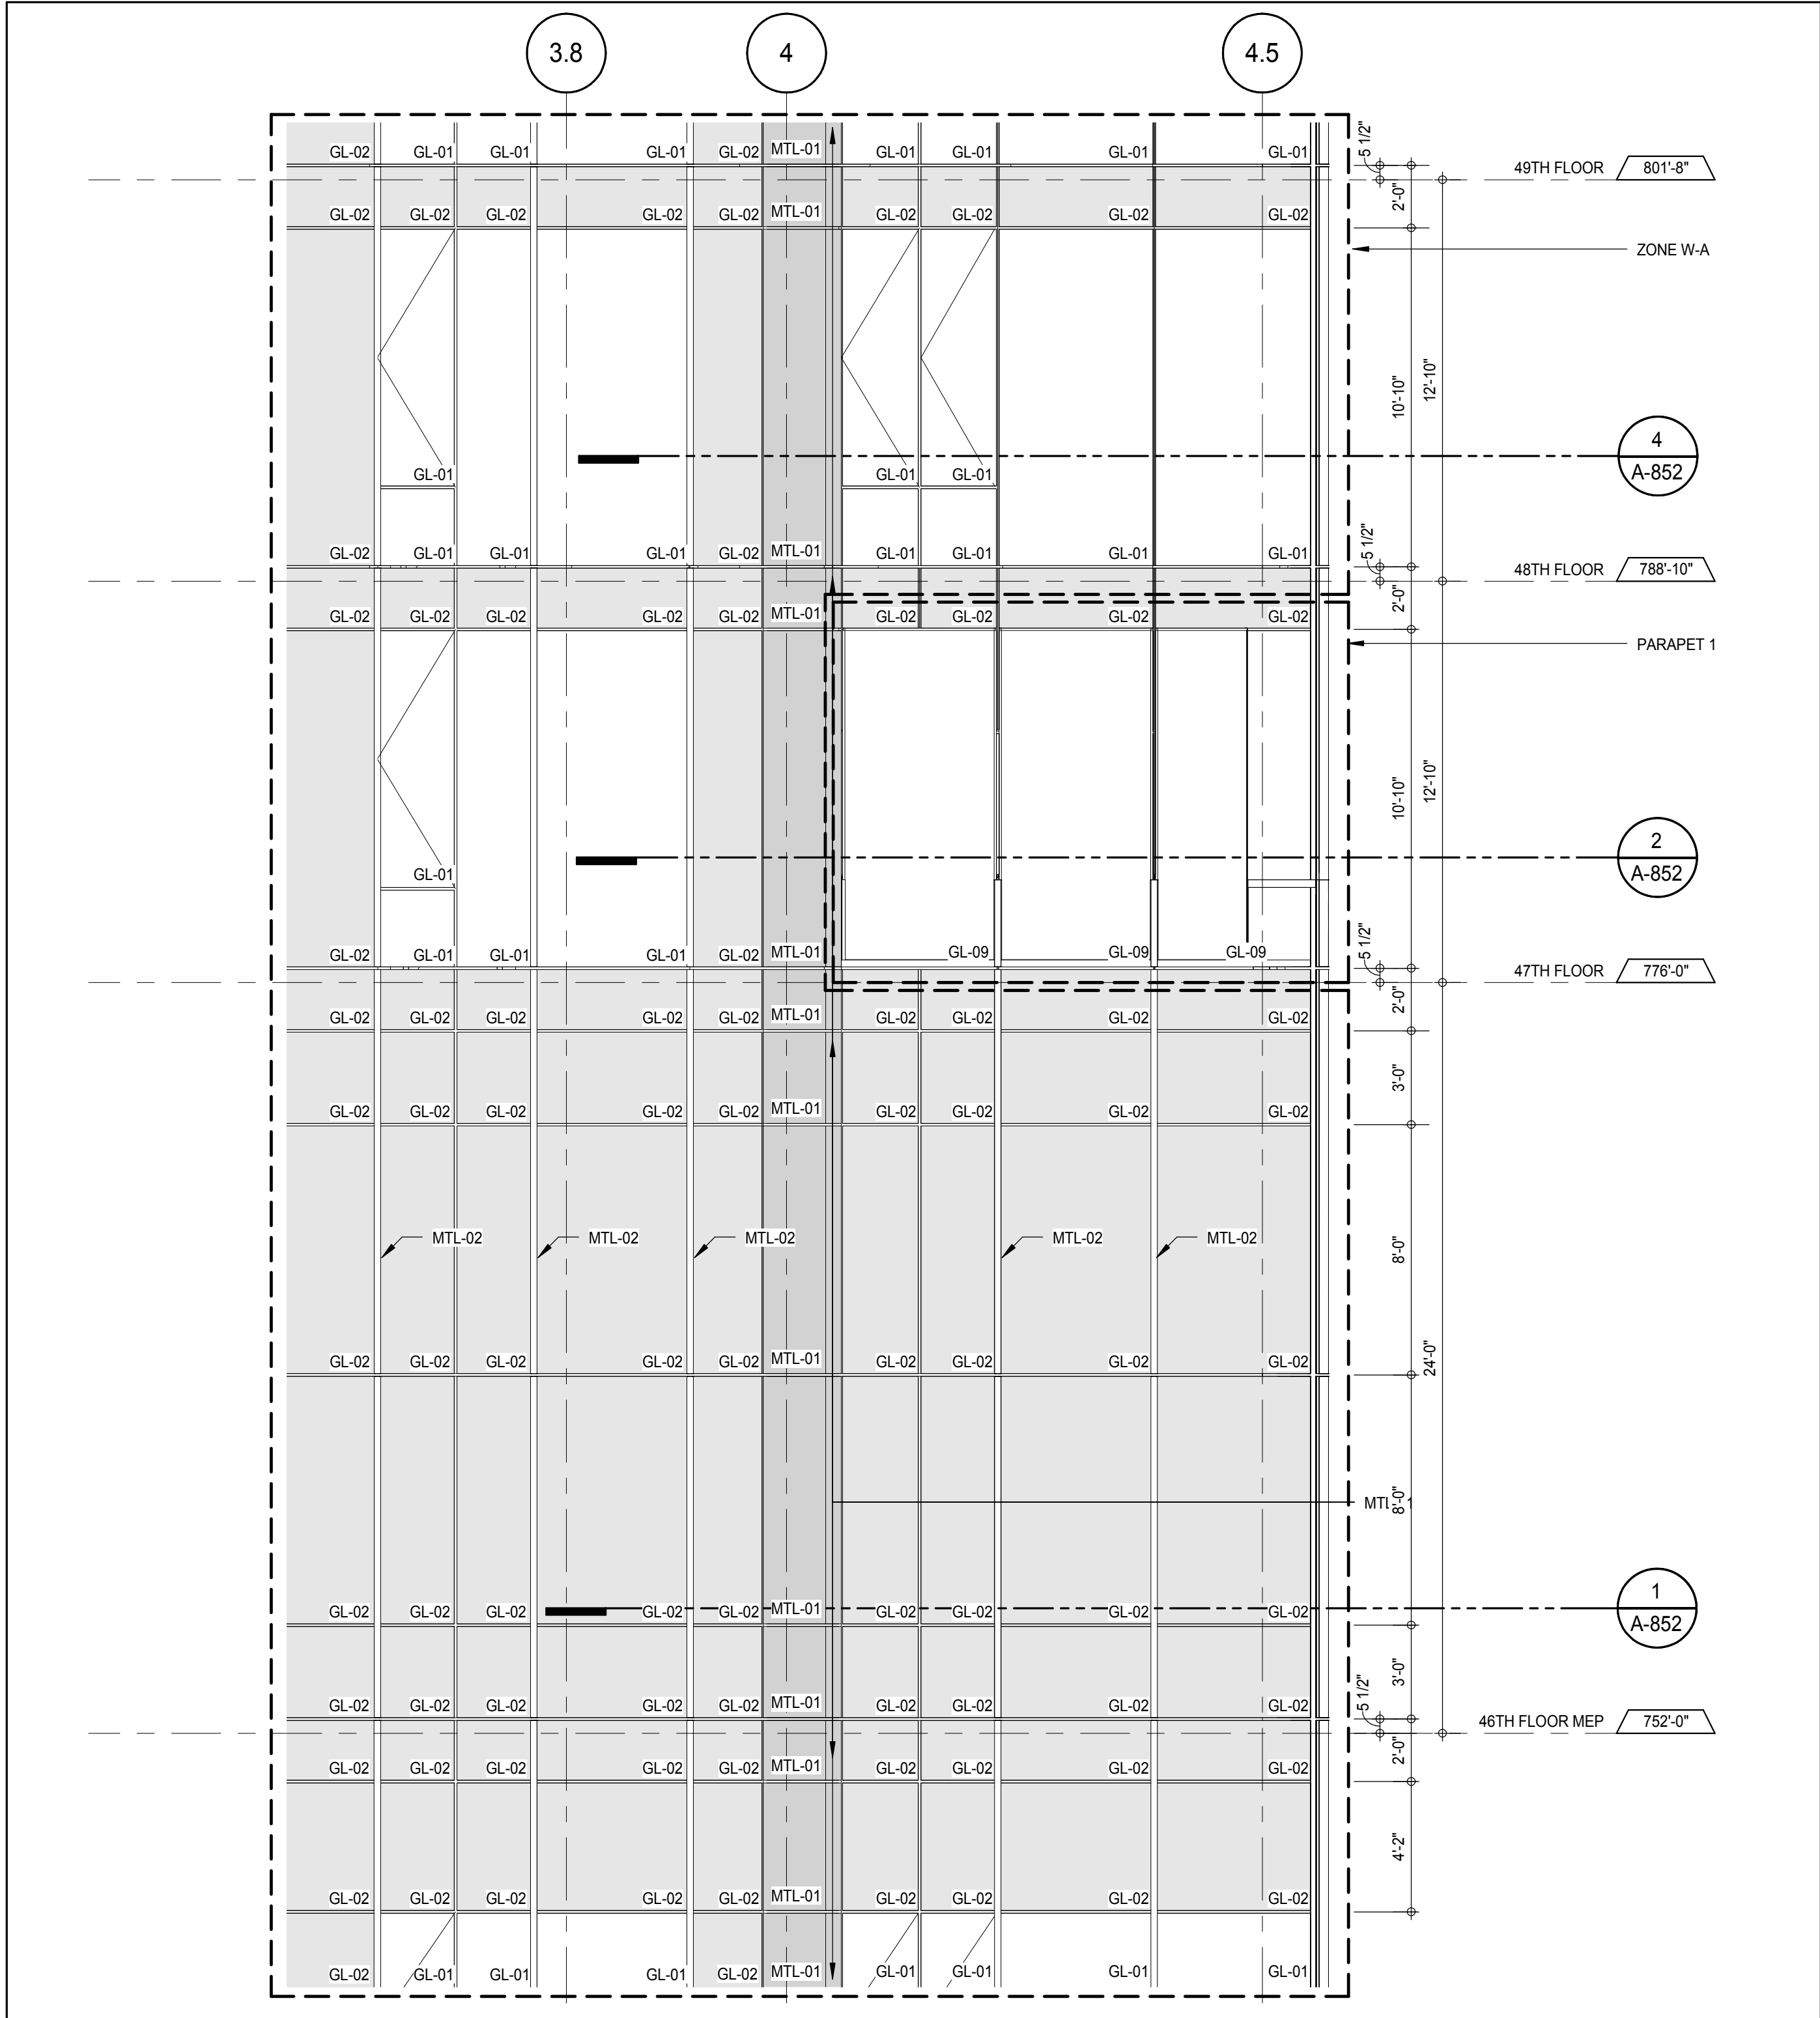 3.8 4 4.5
GL-02 GL-01 GL-01 GL-01 GL-02 MTL-01 GL-01 GL-01 GL-01 GL-01
5 1/2"
49TH FLOOR 801'-8"
GL-02 GL-02 GL-02 GL-02 GL-02 MTL-01 GL-02 GL-02 GL-02 GL-02
2'-0"
ZONE W-A
10'-10"
12'-10"
4
A-852
GL-01 GL-01 GL-01
GL-02 GL-01 GL-01 GL-01 GL-02 MTL-01 GL-01 GL-01 GL-01 GL-01
5 1/2"
48TH FLOOR 788'-10"
GL-02 GL-02 GL-02 GL-02 GL-02 MTL-01 GL-02 GL-02 GL-02 GL-02
2'-0"
PARAPET 1
10'-10"
12'-10"
2
A-852
GL-01
GL-02 GL-01 GL-01 GL-01 GL-02 MTL-01 GL-09 GL-09 GL-09
5 1/2"
47TH FLOOR 776'-0"
GL-02 GL-02 GL-02 GL-02 GL-02 MTL-01 GL-02 GL-02 GL-02 GL-02
2'-0"
3'-0"
GL-02 GL-02 GL-02 GL-02 GL-02 MTL-01 GL-02 GL-02 GL-02 GL-02
MTL-02 MTL-02 MTL-02 MTL-02 MTL-02
8'-0"
GL-02 GL-02 GL-02 GL-02 GL-02 MTL-01 GL-02 GL-02 GL-02 GL-02
24'-0"
8'-0"
GL-02 GL-02 GL-02 GL-02 GL-02 MTL-01 GL-02 GL-02 GL-02 GL-02
1
A-852
3'-0"
GL-02 GL-02 GL-02 GL-02 GL-02 MTL-01 GL-02 GL-02 GL-02 GL-02
5 1/2"
46TH FLOOR MEP 752'-0"
2'-0"
GL-02 GL-02 GL-02 GL-02 GL-02 MTL-01 GL-02 GL-02 GL-02 GL-02
4'-2"
GL-02 GL-02 GL-02 GL-02 GL-02 MTL-01 GL-02 GL-02 GL-02 GL-02
GL-02 GL-01 GL-01 GL-01 GL-02 MTL-01 GL-01 GL-01 GL-01 GL-01